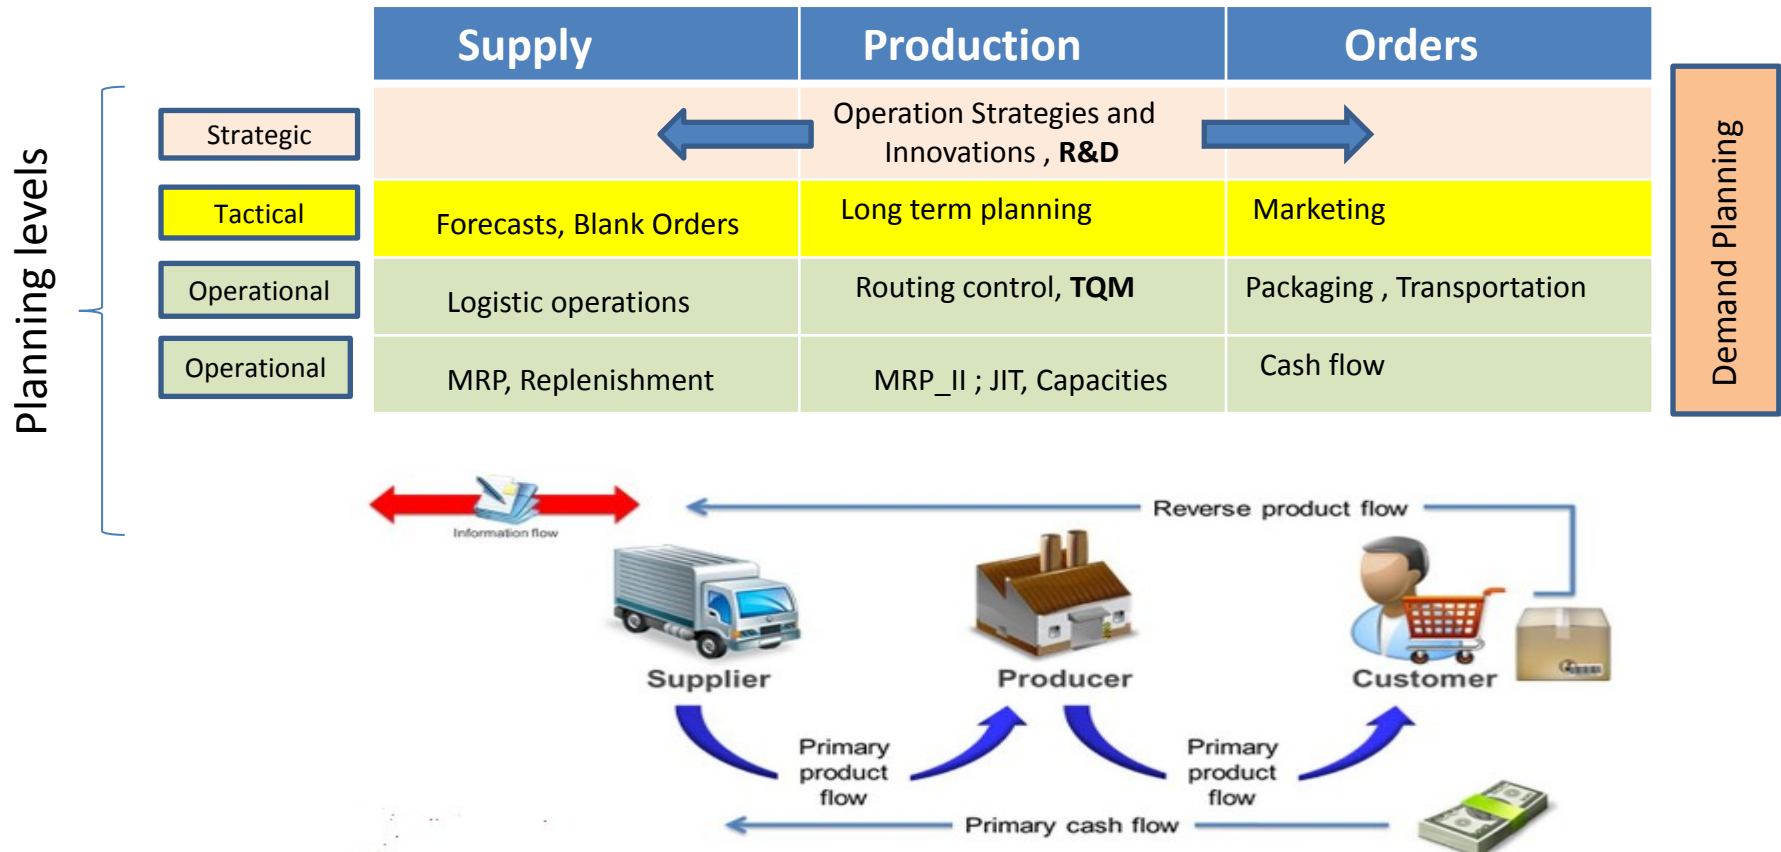 Supply
Production
Orders
Planning levels
Strategic
Operation Strategies and
Innovations , R&D
Tactical
Forecasts, Blank Orders
Long term planning
Marketing
Operational
Logistic operations
Routing control, TQM
Packaging , Transportation
Operational
MRP, Replenishment
MRP_II ; JIT, Capacities
Cash flow
Demand Planning
Information flow
Reverse product flow
Supplier
Producer
Customer
Primary
product
flow
Primary
product
flow
Primary cash flow